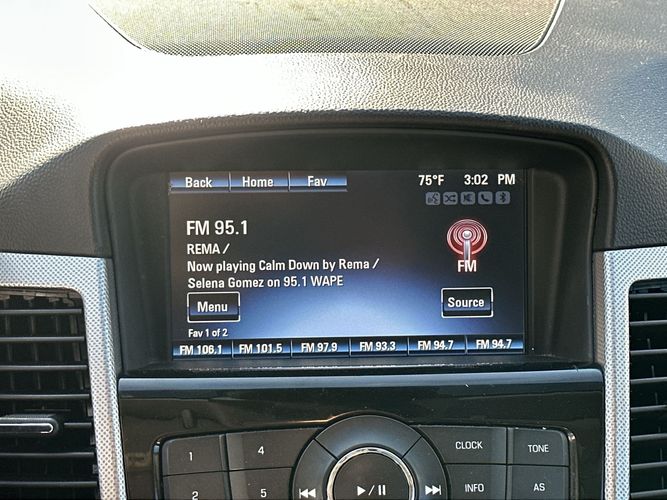 Back Home Fav 75°F 3:02 PM
FM 95.1
REMA /
Now playing Calm Down by Rema /
Selena Gomez on 95.1 WAPE
FM
Menu Source
Fav 1 of 2
FM 106.1 FM 101.5 FM 97.9 FM 93.3 FM 94.7 FM 94.7
1 4 CLOCK TONE
2 5 INFO AS